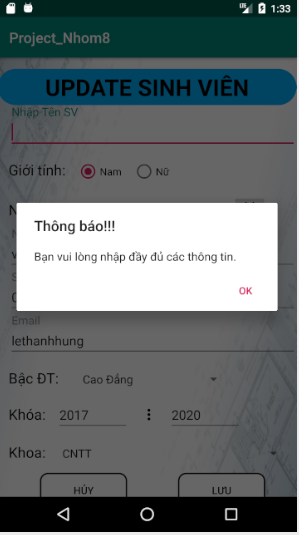 1:33
Project_Nhom8
UPDATE SINH VIÊN
Nhập Tên SV
Giới tính: Nam Nữ
Thông báo!!!
Bạn vui lòng nhập đầy đủ các thông tin.
OK
Email
lethanhhung
Bậc ĐT: Cao Đẳng
Khóa: 2017 2020
Khoa: CNTT
HỦY LƯU